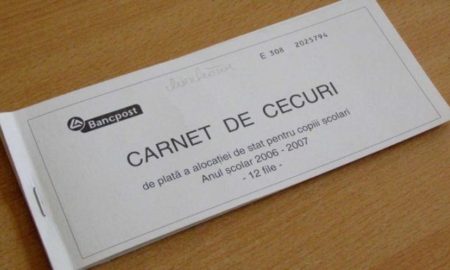 E 308 2025794
Bancpost
CARNET DE CECURI
de plată a alocației de stat pentru copiii școlari
Anul școlar 2006 - 2007
- 12 file -